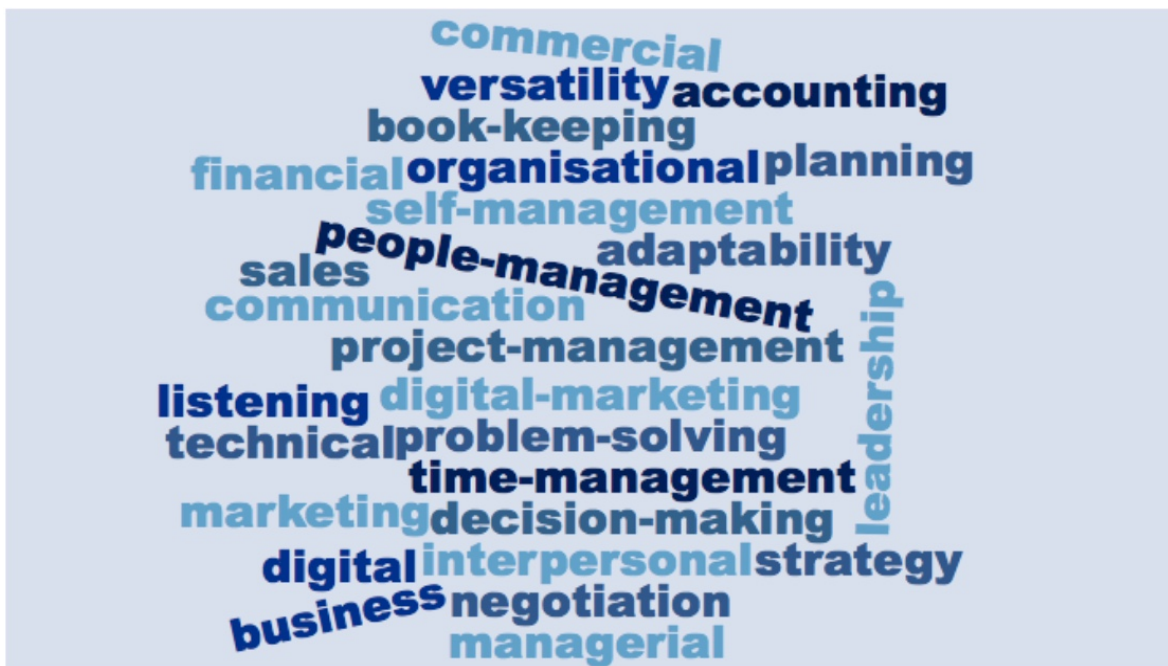 commercial
versatility accounting
book-keeping
financial organisational planning
self-management
people-management adaptability
sales
communication
project-management
leadership
listening digital-marketing
technical problem-solving
time-management
marketing decision-making
digital interpersonal strategy
business negotiation
managerial